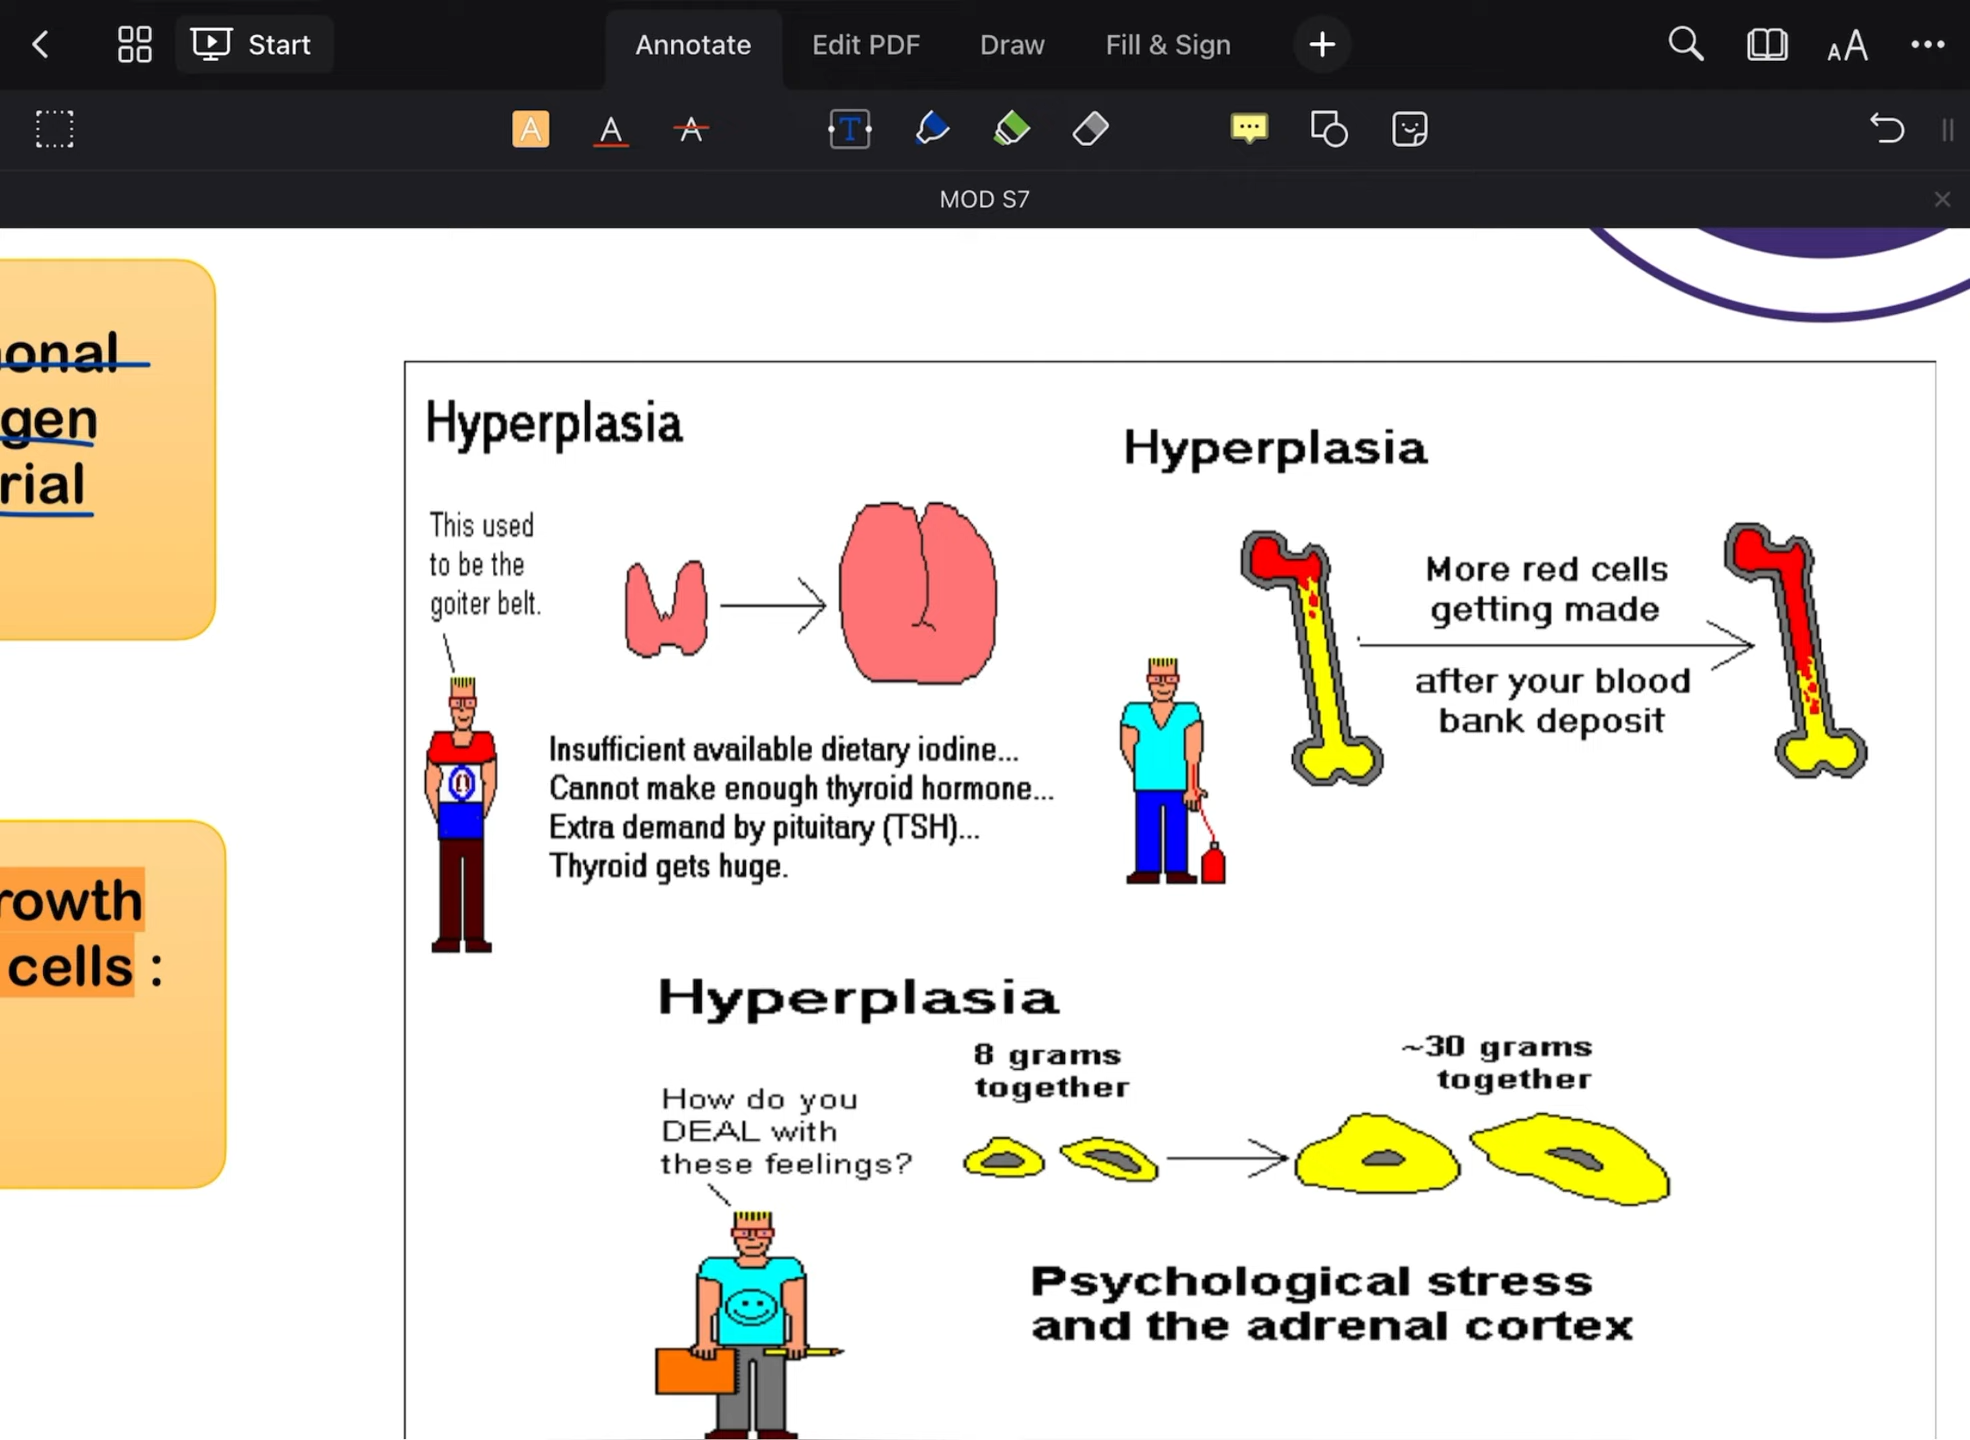 Start
Annotate
Edit PDF
Draw
Fill & Sign
AA
A
A
A
T
MOD S7
onal
gen
rial
rowth
cells :
Hyperplasia
This used
to be the
goiter belt.
Insufficient available dietary iodine...
Cannot make enough thyroid hormone...
Extra demand by pituitary (TSH)...
Thyroid gets huge.
Hyperplasia
More red cells
getting made
after your blood
bank deposit
Hyperplasia
8 grams
together
~30 grams
together
How do you
DEAL with
these feelings?
Psychological stress
and the adrenal cortex